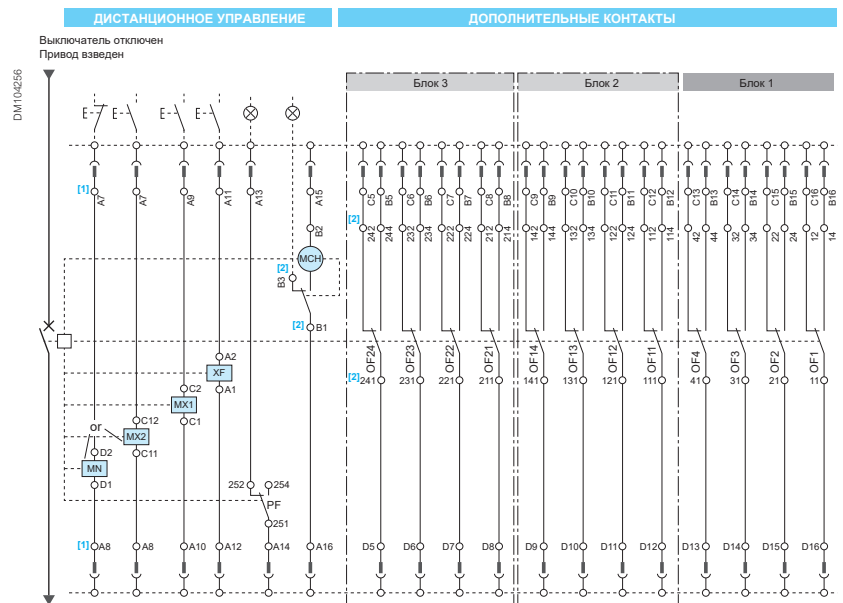 ДИСТАНЦИОННОЕ УПРАВЛЕНИЕ
ДОПОЛНИТЕЛЬНЫЕ КОНТАКТЫ
Выключатель отключен
Привод взведен
DM104256
Блок 3
Блок 2
Блок 1
[1]
A7
A7
A9
A11
A13
A15
C5
B5
C6
B6
C7
B7
C8
B8
C9
B9
C10
B10
C11
B11
C12
B12
C13
B13
C14
B14
C15
B15
C16
B16
[2]
B2
242
244
232
234
222
224
212
214
142
144
132
134
122
124
112
114
42
44
32
34
22
24
12
14
MCH
[2]
B3
[2]
B1
A2
XF
A1
OF24
OF23
OF22
OF21
OF14
OF13
OF12
OF11
OF4
OF3
OF2
OF1
[2]
241
231
221
211
141
131
121
111
41
31
21
11
C2
MX1
C1
or
C12
MX2
C11
D2
MN
D1
252
254
PF
251
[1]
A8
A8
A10
A12
A14
A16
D5
D6
D7
D8
D9
D10
D11
D12
D13
D14
D15
D16